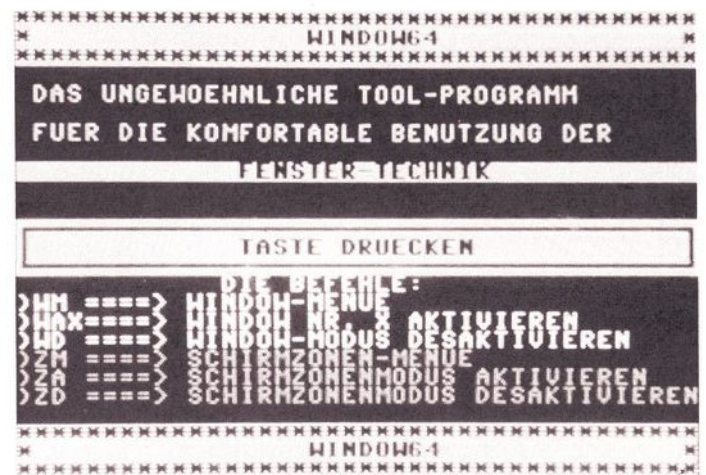 WINDOW64
DAS UNGEWOEHNLICHE TOOL-PROGRAMM
FUER DIE KOMFORTABLE BENUTZUNG DER
FENSTER-TECHNIK
TASTE DRUECKEN
DIE BEFEHLE:
)WM ====> WINDOW-MENUE
)WAX====> WINDOW NR. X AKTIVIEREN
)WD ====> WINDOW-MODUS DESAKTIVIEREN
)ZM ====> SCHIRMZONEN-MENUE
)ZA ====> SCHIRMZONENMODUS AKTIVIEREN
)ZD ====> SCHIRMZONENMODUS DESAKTIVIEREN
WINDOW64